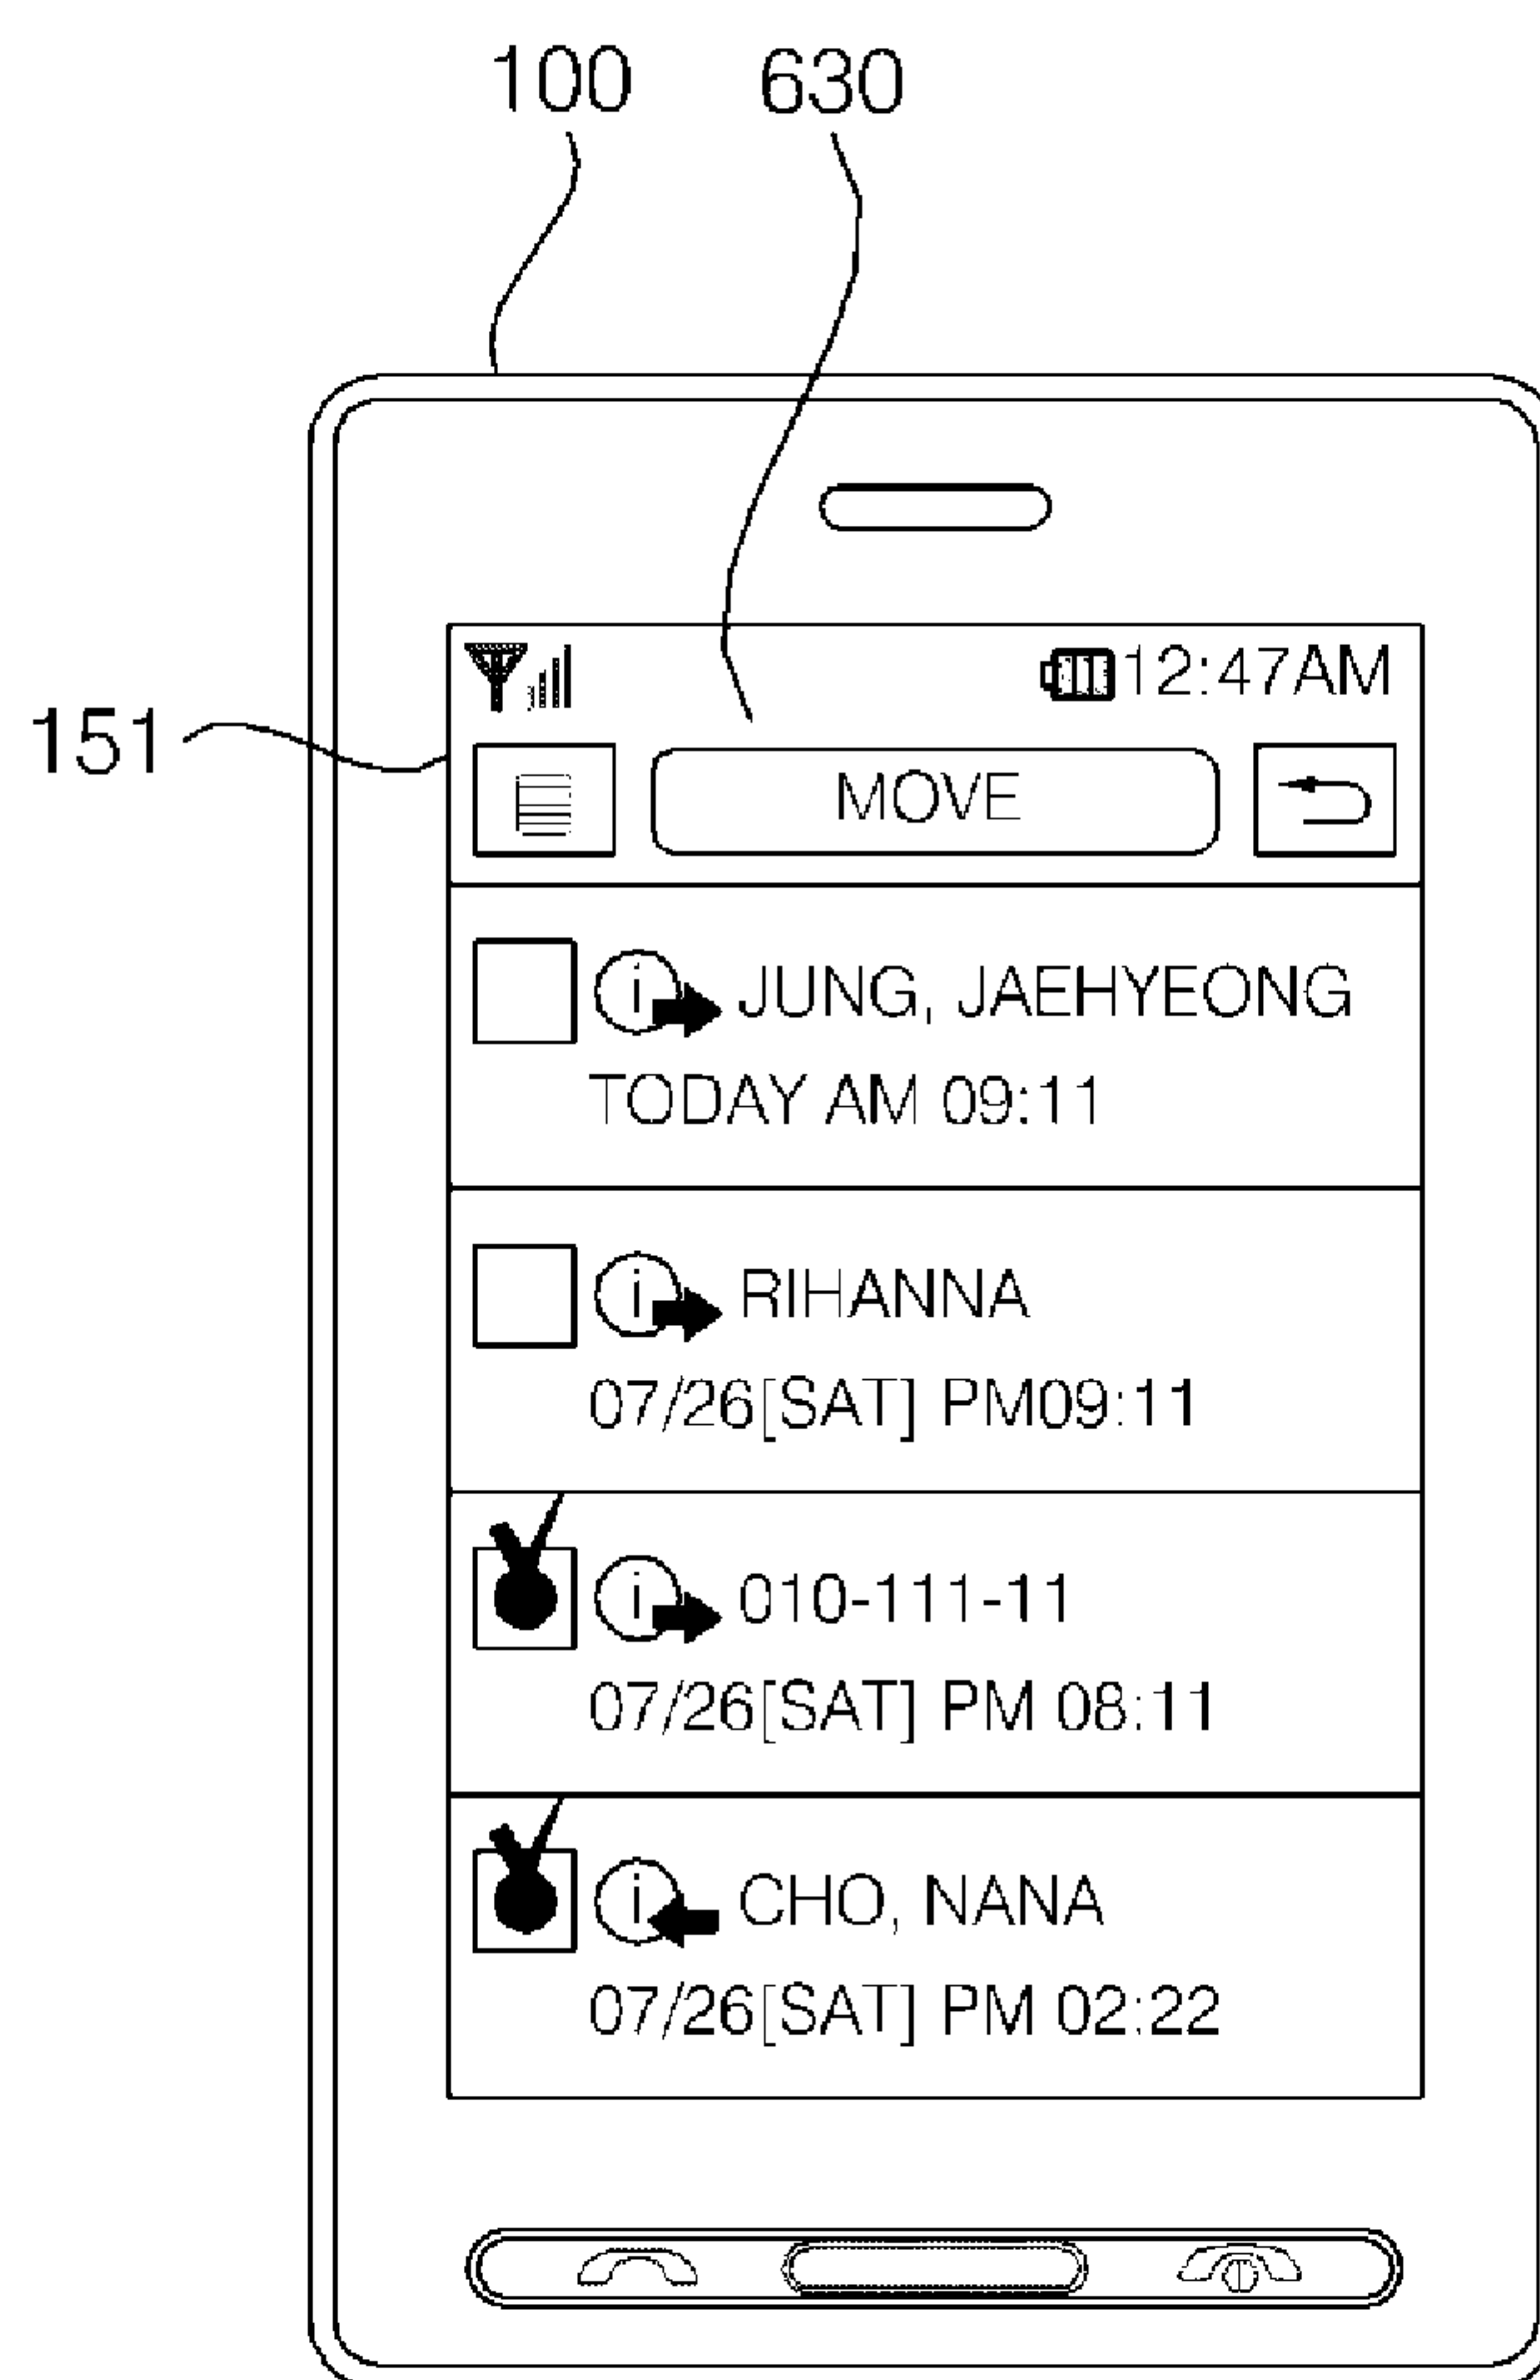 100 630
12:47AM
151
MOVE
i JUNG, JAEHYEONG
TODAY AM 09:11
i RIHANNA
07/26[SAT] PM09:11
i 010-111-11
07/26[SAT] PM 08:11
i CHO, NANA
07/26[SAT] PM 02:22